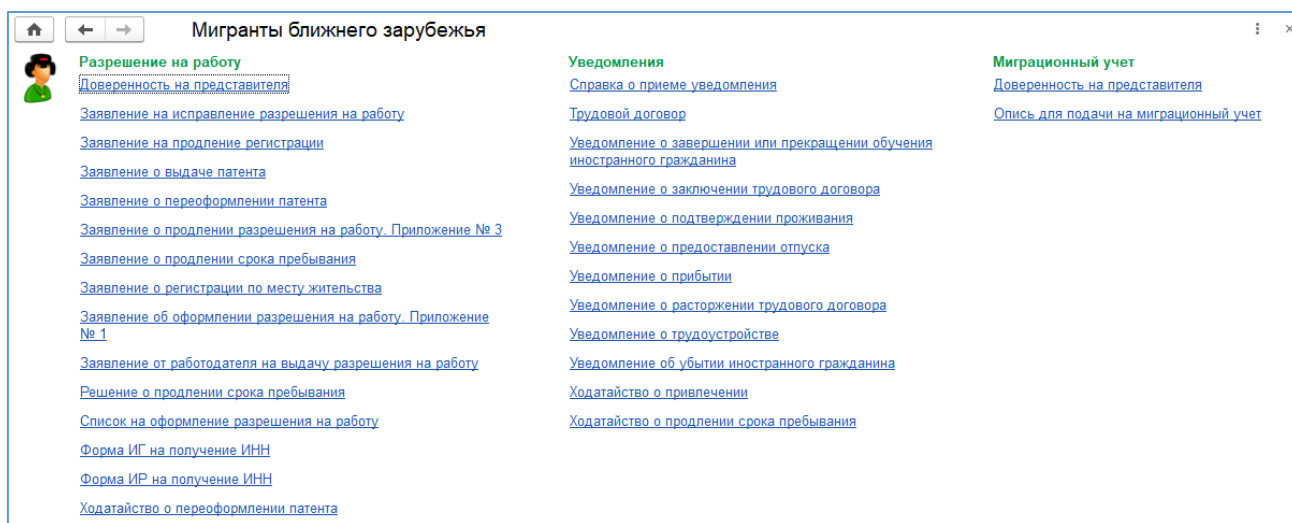 Мигранты ближнего зарубежья
Разрешение на работу
Доверенность на представителя
Заявление на исправление разрешения на работу
Заявление на продление регистрации
Заявление о выдаче патента
Заявление о переоформлении патента
Заявление о продлении разрешения на работу. Приложение № 3
Заявление о продлении срока пребывания
Заявление о регистрации по месту жительства
Заявление об оформлении разрешения на работу. Приложение
№ 1
Заявление от работодателя на выдачу разрешения на работу
Решение о продлении срока пребывания
Список на оформление разрешения на работу
Форма ИГ на получение ИНН
Форма ИР на получение ИНН
Ходатайство о переоформлении патента
Уведомления
Справка о приеме уведомления
Трудовой договор
Уведомление о завершении или прекращении обучения
иностранного гражданина
Уведомление о заключении трудового договора
Уведомление о подтверждении проживания
Уведомление о предоставлении отпуска
Уведомление о прибытии
Уведомление о расторжении трудового договора
Уведомление о трудоустройстве
Уведомление об убытии иностранного гражданина
Ходатайство о привлечении
Ходатайство о продлении срока пребывания
Миграционный учет
Доверенность на представителя
Опись для подачи на миграционный учет